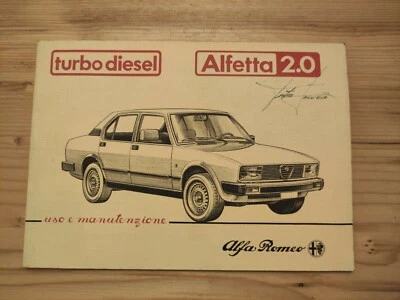 turbo diesel
Alfetta 2.0
uso e manutenzione
Alfa Romeo